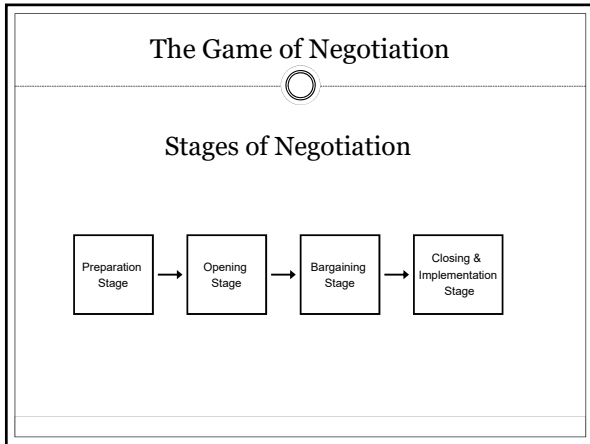 The Game of Negotiation
Stages of Negotiation
Preparation
Stage
Opening
Stage
Bargaining
Stage
Closing &
Implementation
Stage